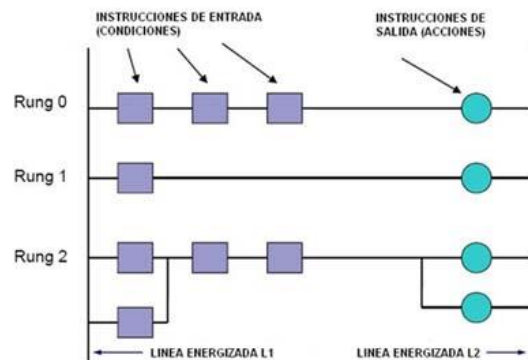 INSTRUCCIONES DE ENTRADA
(CONDICIONES)
INSTRUCCIONES DE
SALIDA (ACCIONES)
Rung 0
Rung 1
Rung 2
LINEA ENERGIZADA L1
LINEA ENERGIZADA L2